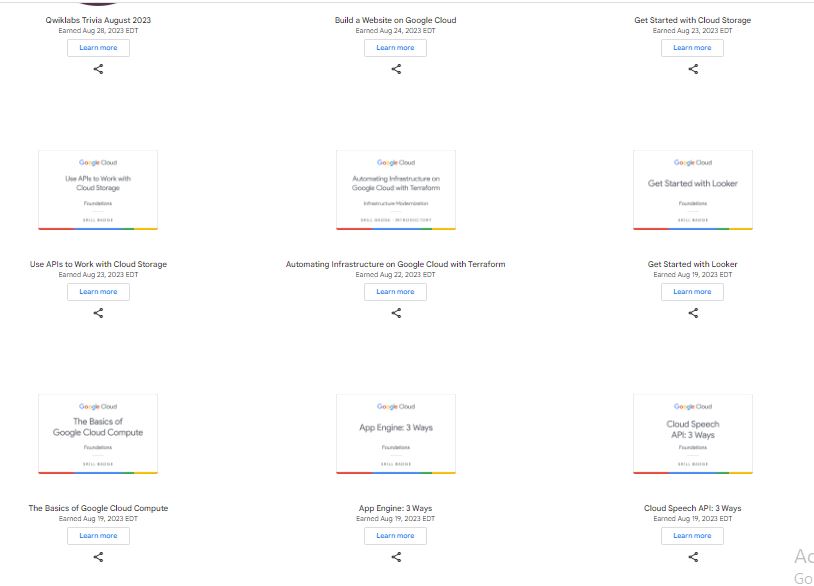 Qwiklabs Trivia August 2023
Earned Aug 28, 2023 EDT
Learn more
Build a Website on Google Cloud
Earned Aug 24, 2023 EDT
Learn more
Get Started with Cloud Storage
Earned Aug 23, 2023 EDT
Learn more
Google Cloud
Use APIs to Work with
Cloud Storage
Foundations
SKILL BADGE
Use APIs to Work with Cloud Storage
Earned Aug 23, 2023 EDT
Learn more
Google Cloud
Automating Infrastructure on
Google Cloud with Terraform
Infrastructure Modernization
SKILL BADGE · INTRODUCTORY
Automating Infrastructure on Google Cloud with Terraform
Earned Aug 22, 2023 EDT
Learn more
Google Cloud
Get Started with Looker
Foundations
SKILL BADGE
Get Started with Looker
Earned Aug 19, 2023 EDT
Learn more
Google Cloud
The Basics of
Google Cloud Compute
Foundations
SKILL BADGE
The Basics of Google Cloud Compute
Earned Aug 19, 2023 EDT
Learn more
Google Cloud
App Engine: 3 Ways
Foundations
SKILL BADGE
App Engine: 3 Ways
Earned Aug 19, 2023 EDT
Learn more
Google Cloud
Cloud Speech
API: 3 Ways
Foundations
SKILL BADGE
Cloud Speech API: 3 Ways
Earned Aug 19, 2023 EDT
Learn more
Ac
Go